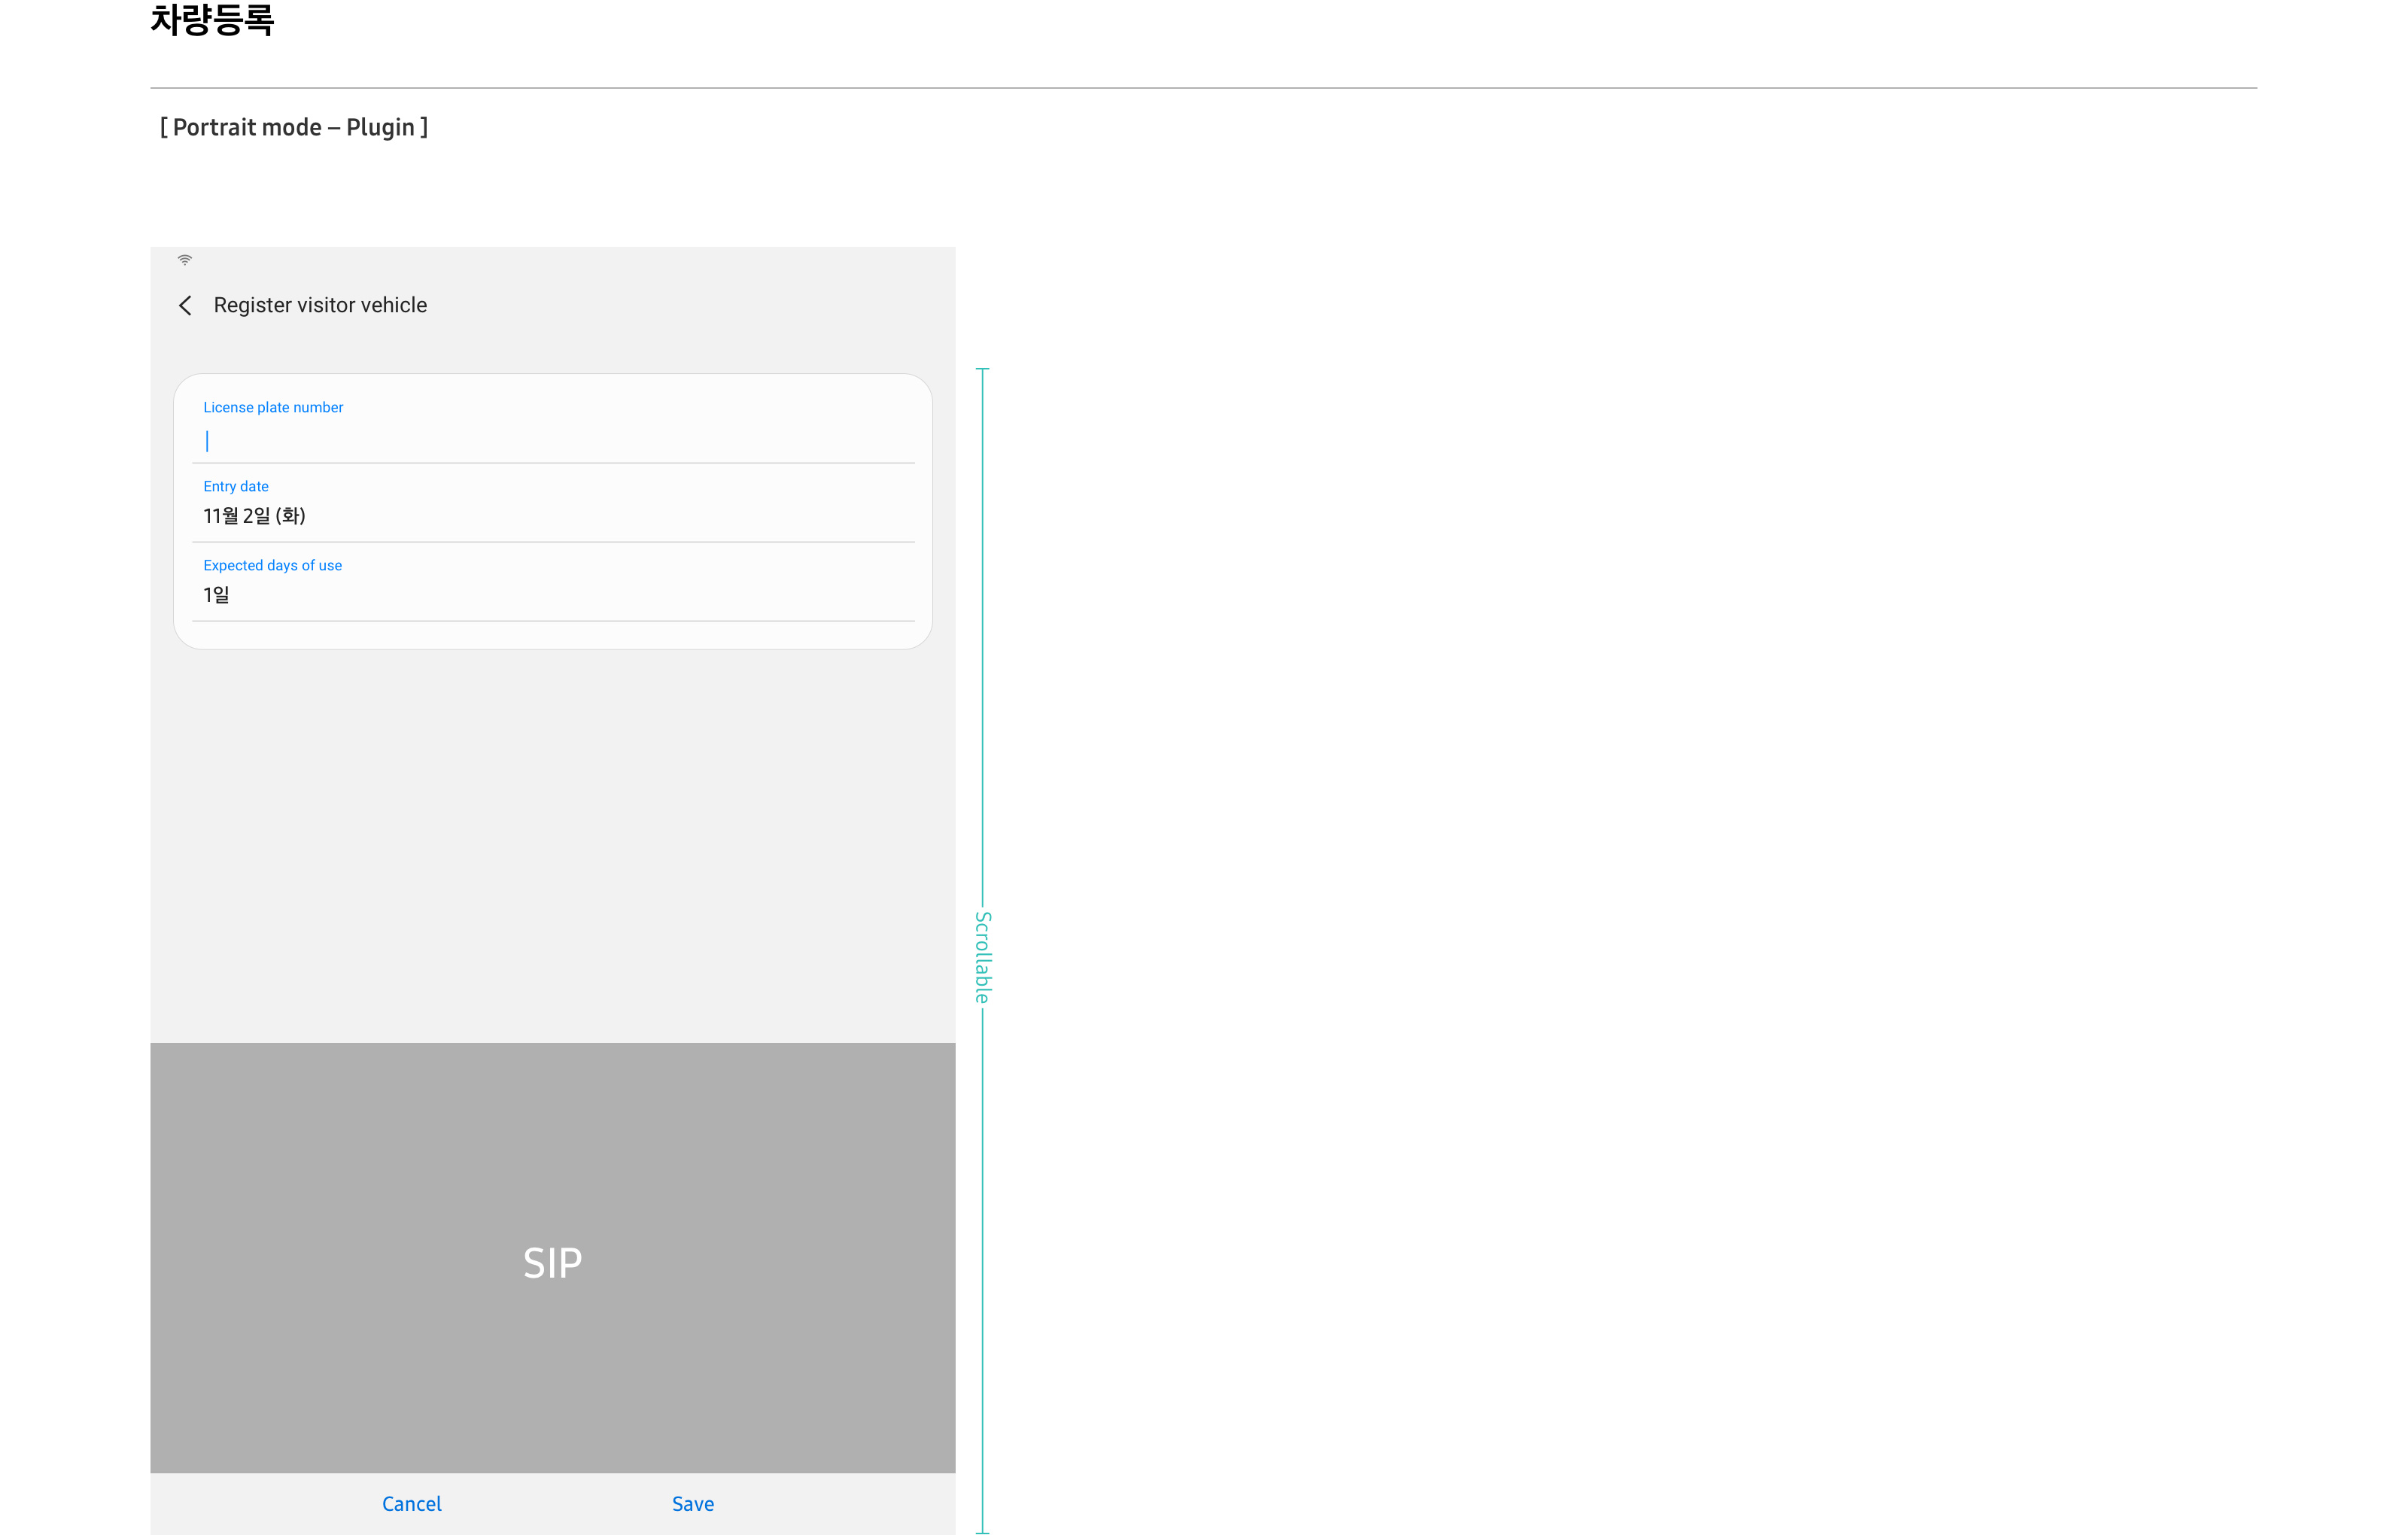 차량등록
[ Portrait mode – Plugin ]
Register visitor vehicle
License plate number
Entry date
11월 2일 (화)
Expected days of use
1일
Scrollable
SIP
Cancel
Save